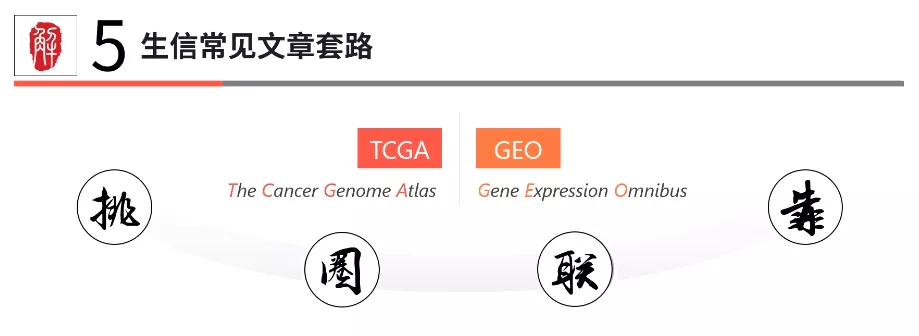 解
5 生信常见文章套路
TCGA
GEO
The Cancer Genome Atlas
Gene Expression Omnibus
挑
圈
联
靠